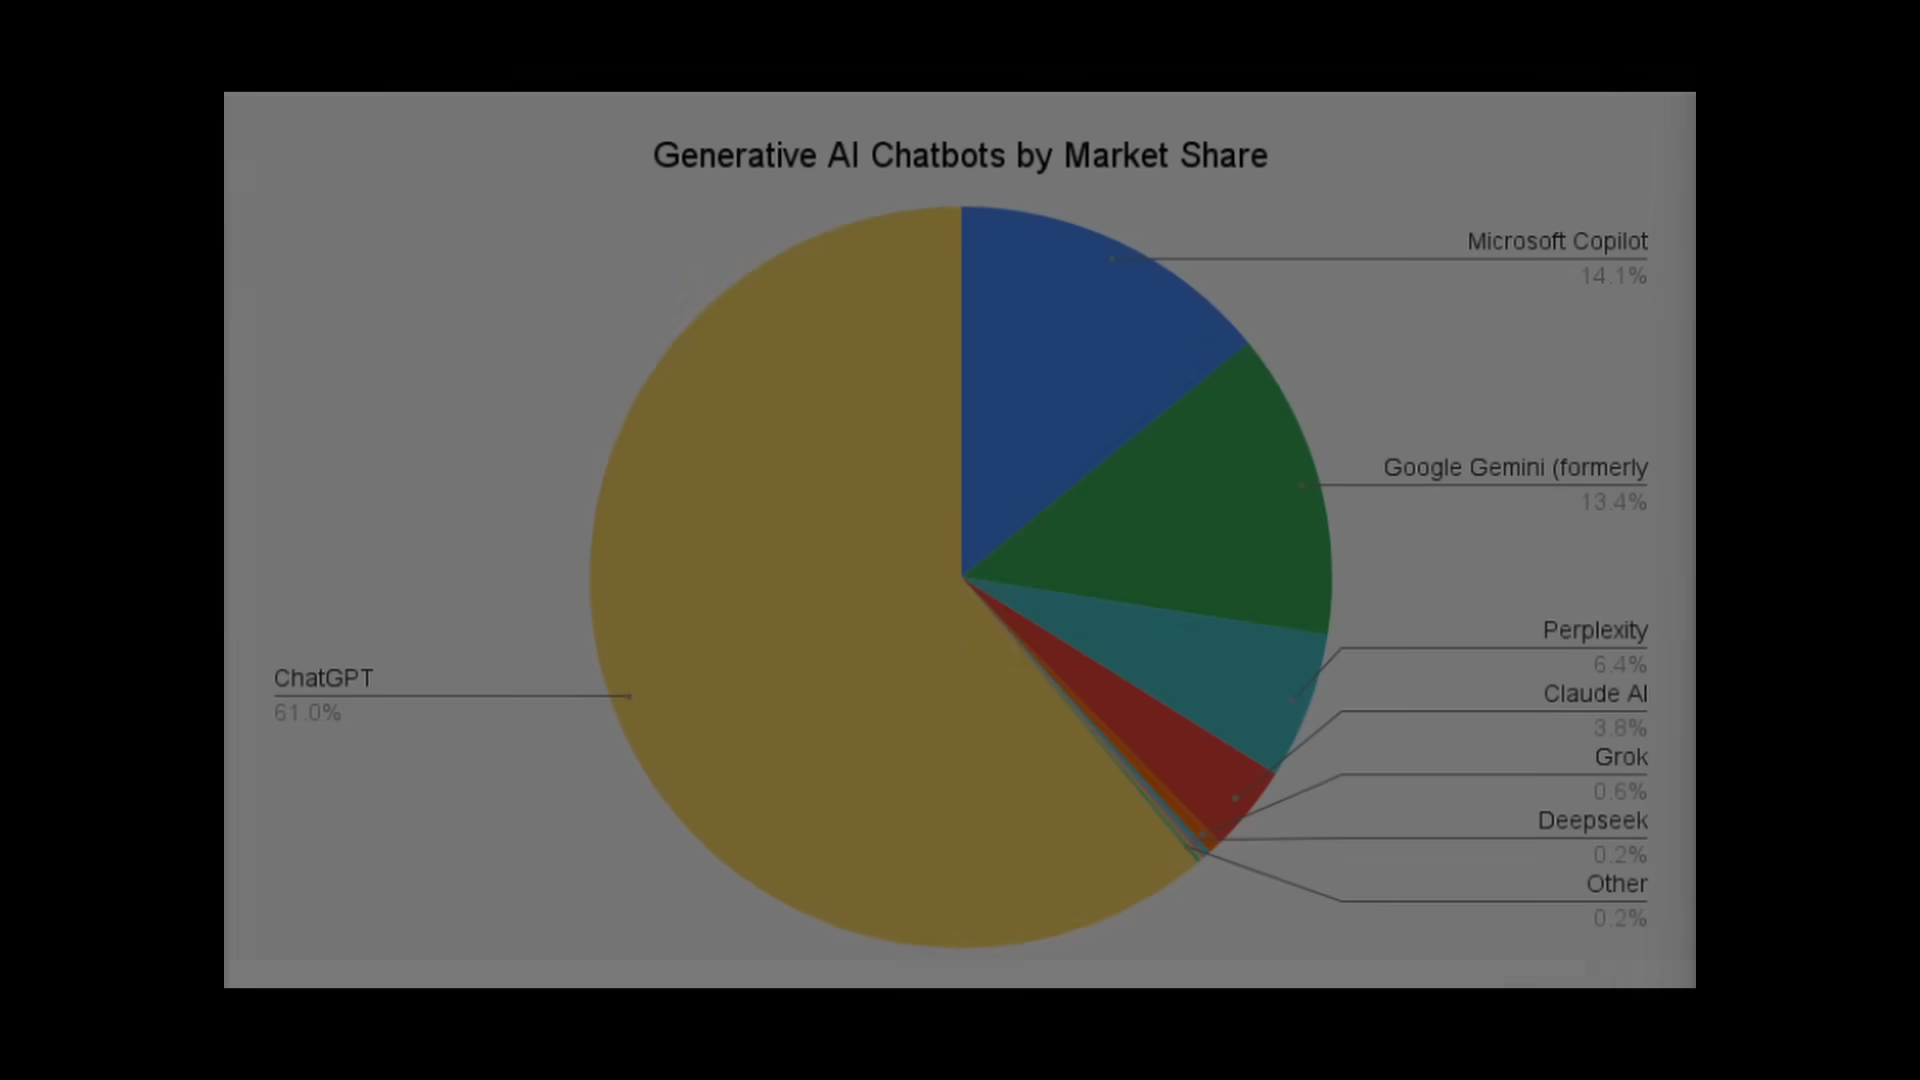 Generative AI Chatbots by Market Share
Microsoft Copilot
14.1%
Google Gemini (formerly
13.4%
Perplexity
6.4%
Claude AI
3.8%
Grok
0.6%
Deepseek
0.2%
Other
0.2%
ChatGPT
61.0%